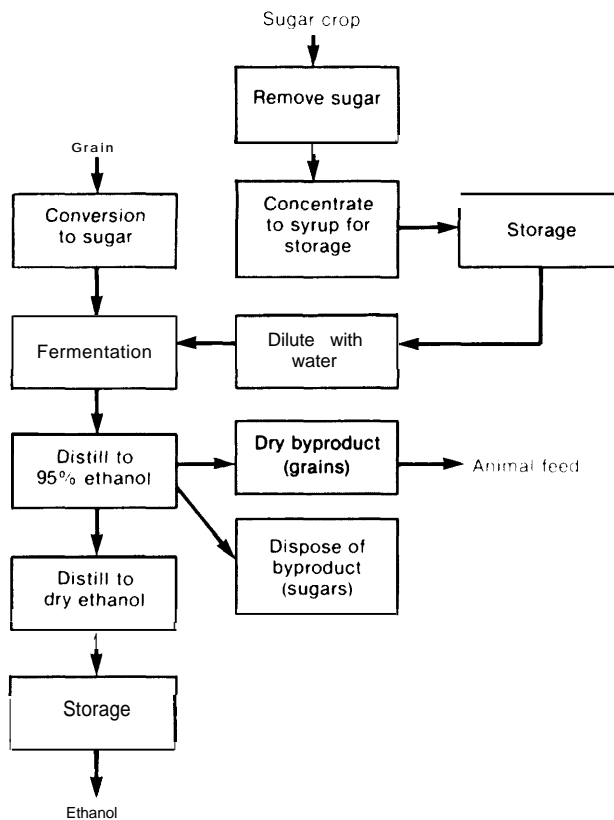 Sugar crop
Remove sugar
Grain
Conversion
to sugar
Concentrate
to syrup for
storage
Storage
Fermentation
Dilute with
water
Distill to
95% ethanol
Dry byproduct
(grains)
Animal feed
Dispose of
byproduct
(sugars)
Distill to
dry ethanol
Storage
Ethanol